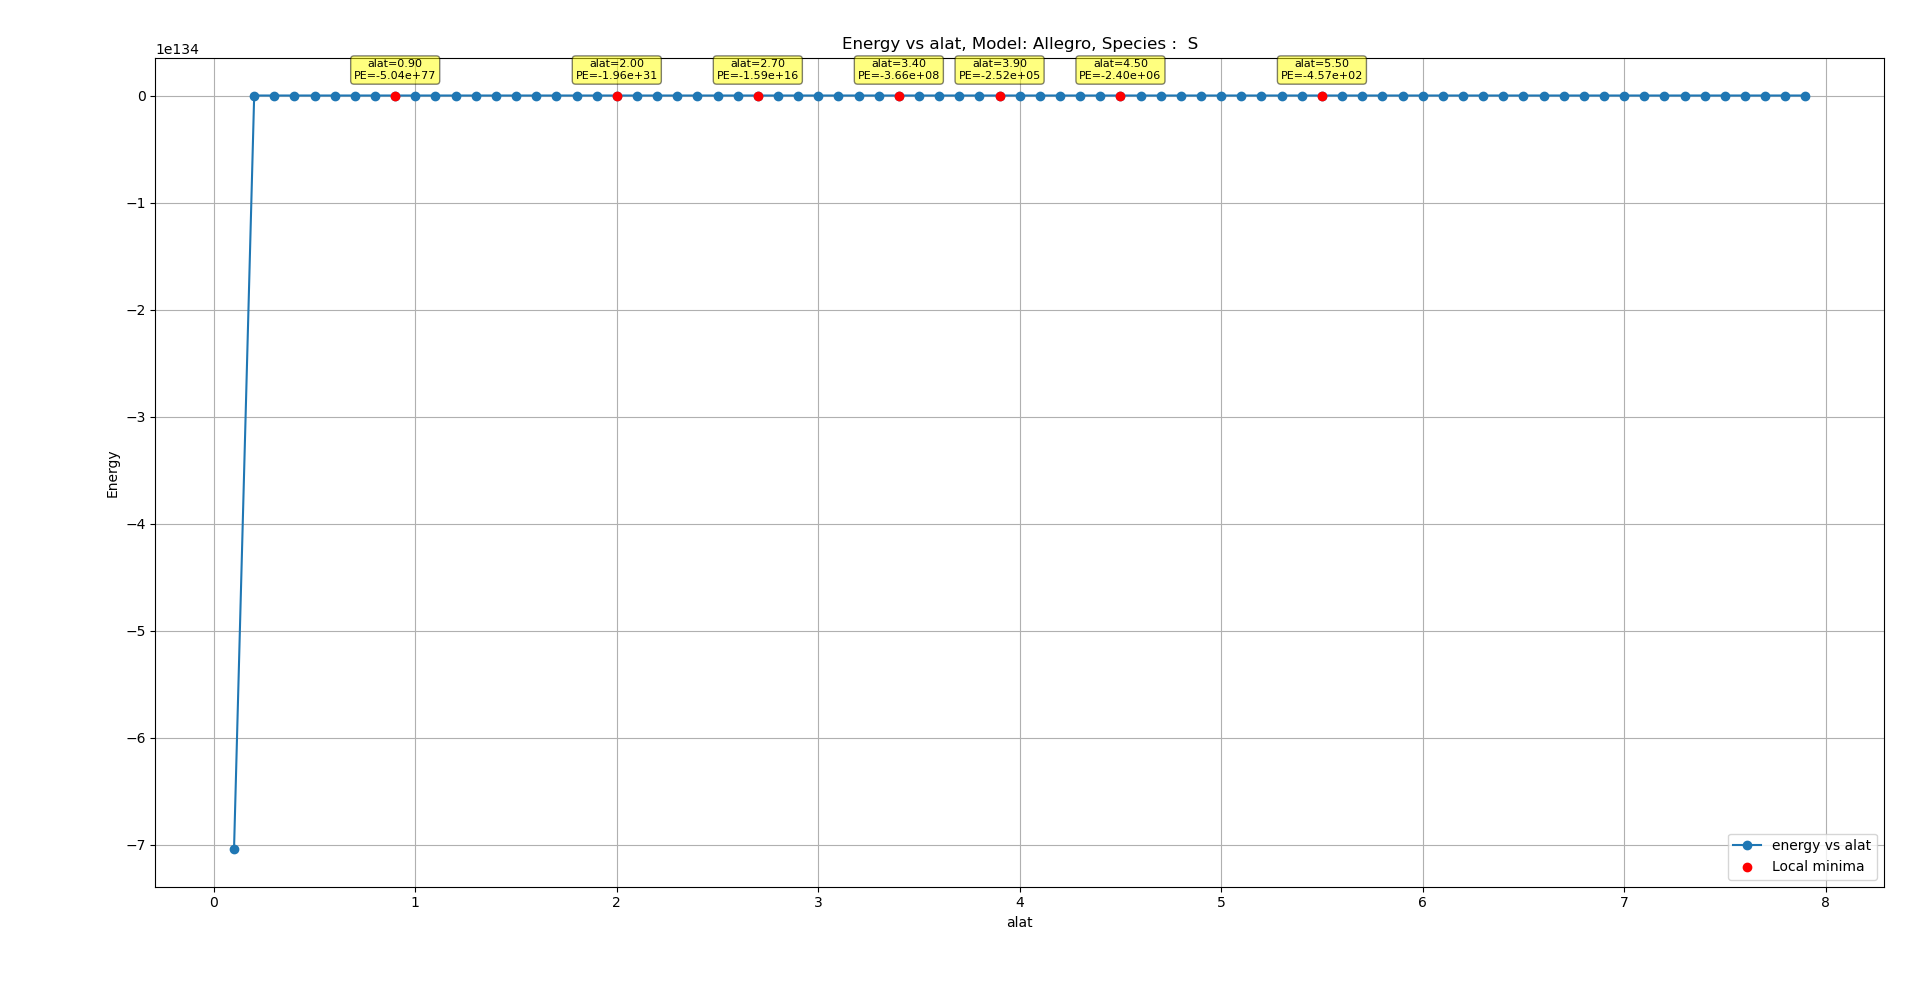 Energy vs alat, Model: Allegro, Species :  S
1e134
alat=0.90
PE=-5.04e+77
alat=2.00
PE=-1.96e+31
alat=2.70
PE=-1.59e+16
alat=3.40
PE=-3.66e+08
alat=3.90
PE=-2.52e+05
alat=4.50
PE=-2.40e+06
alat=5.50
PE=-4.57e+02
0
−1
−2
−3
−4
−5
−6
−7
Energy
energy vs alat
Local minima
0 1 2 3 4 5 6 7 8
alat